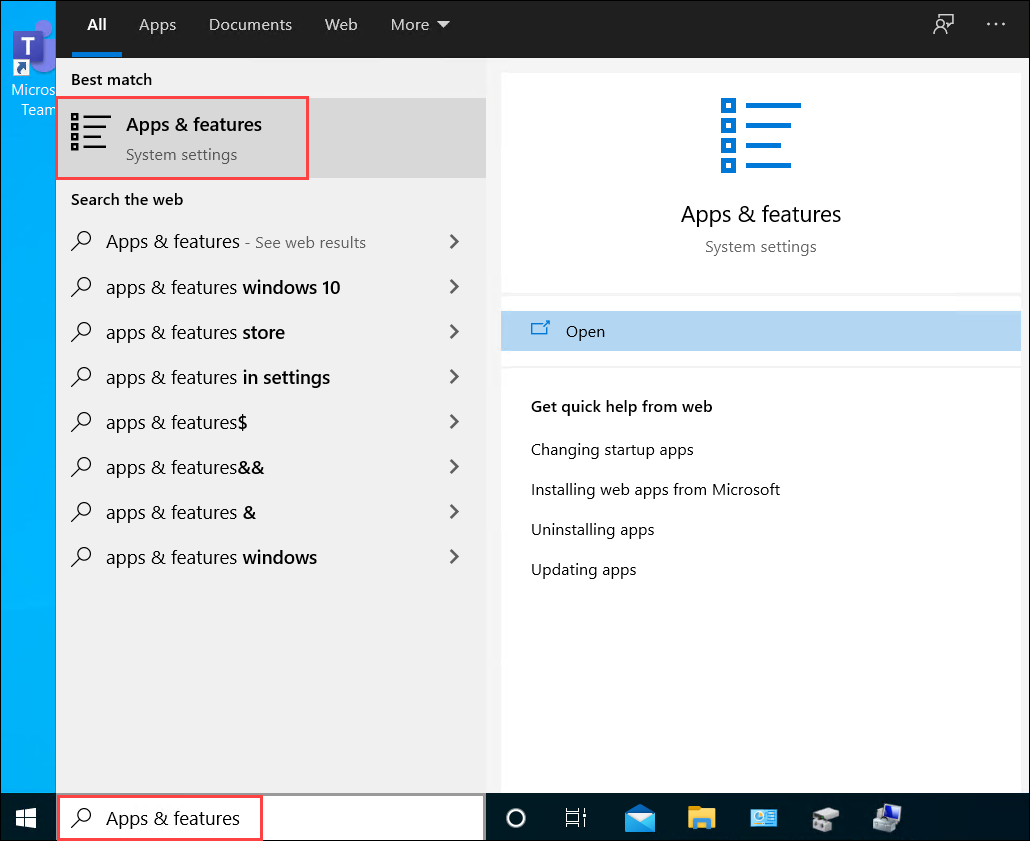 All Apps Documents Web More
T
Micros
Team
Best match
Apps & features
System settings
Search the web
Apps & features - See web results
apps & features windows 10
apps & features store
apps & features in settings
apps & features$
apps & features&&
apps & features &
apps & features windows
Apps & features
System settings
Open
Get quick help from web
Changing startup apps
Installing web apps from Microsoft
Uninstalling apps
Updating apps
Apps & features